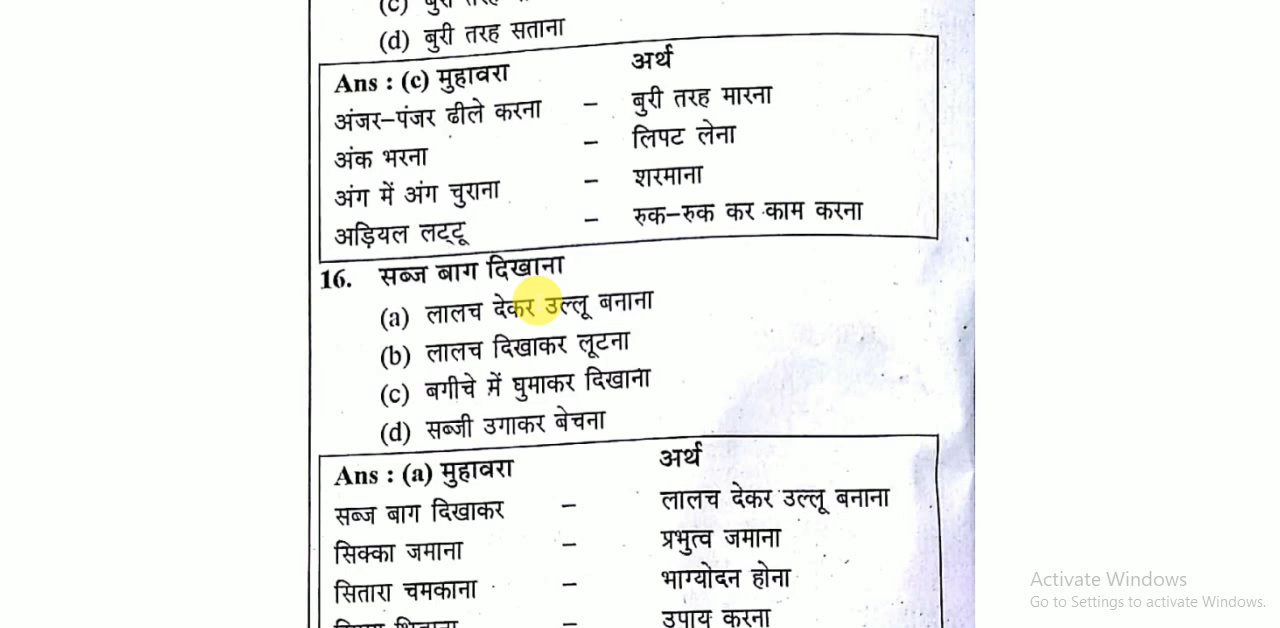 (c) बुरी तरह
(d) बुरी तरह सताना
Ans : (c) मुहावरा अर्थ
अंजर–पंजर ढीले करना – बुरी तरह मारना
अंक भरना – लिपट लेना
अंग में अंग चुराना – शरमाना
अड़ियल लट्टू – रुक–रुक कर काम करना
16. सब्ज बाग दिखाना
(a) लालच देकर उल्लू बनाना
(b) लालच दिखाकर लूटना
(c) बगीचे में घुमाकर दिखाना
(d) सब्जी उगाकर बेचना
Ans : (a) मुहावरा अर्थ
सब्ज बाग दिखाकर – लालच देकर उल्लू बनाना
सिक्का जमाना – प्रभुत्व जमाना
सितारा चमकाना – भाग्योदन होना
– उपाय करना
Activate Windows
Go to Settings to activate Windows.